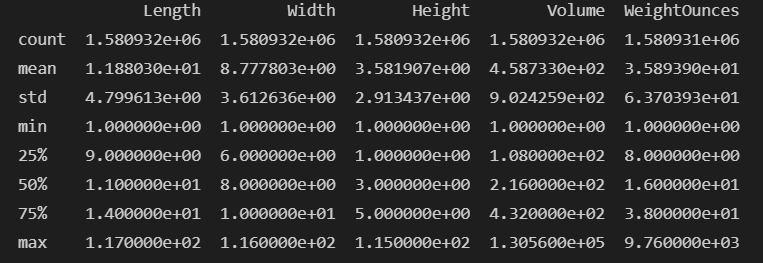 Length Width Height Volume WeightOunces
count 1.580932e+06 1.580932e+06 1.580932e+06 1.580932e+06 1.580931e+06
mean 1.188030e+01 8.777803e+00 3.581907e+00 4.587330e+02 3.589390e+01
std 4.799613e+00 3.612636e+00 2.913437e+00 9.024259e+02 6.370393e+01
min 1.000000e+00 1.000000e+00 1.000000e+00 1.000000e+00 1.000000e+00
25% 9.000000e+00 6.000000e+00 1.000000e+00 1.080000e+02 8.000000e+00
50% 1.100000e+01 8.000000e+00 3.000000e+00 2.160000e+02 1.600000e+01
75% 1.400000e+01 1.000000e+01 5.000000e+00 4.320000e+02 3.800000e+01
max 1.170000e+02 1.160000e+02 1.150000e+02 1.305600e+05 9.760000e+03